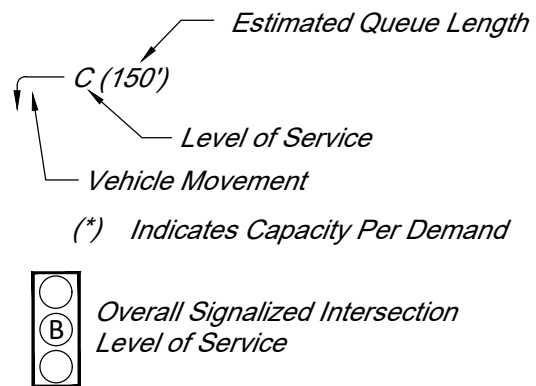 Estimated Queue Length
C (150')
Level of Service
Vehicle Movement
(*) Indicates Capacity Per Demand
B
Overall Signalized Intersection
Level of Service